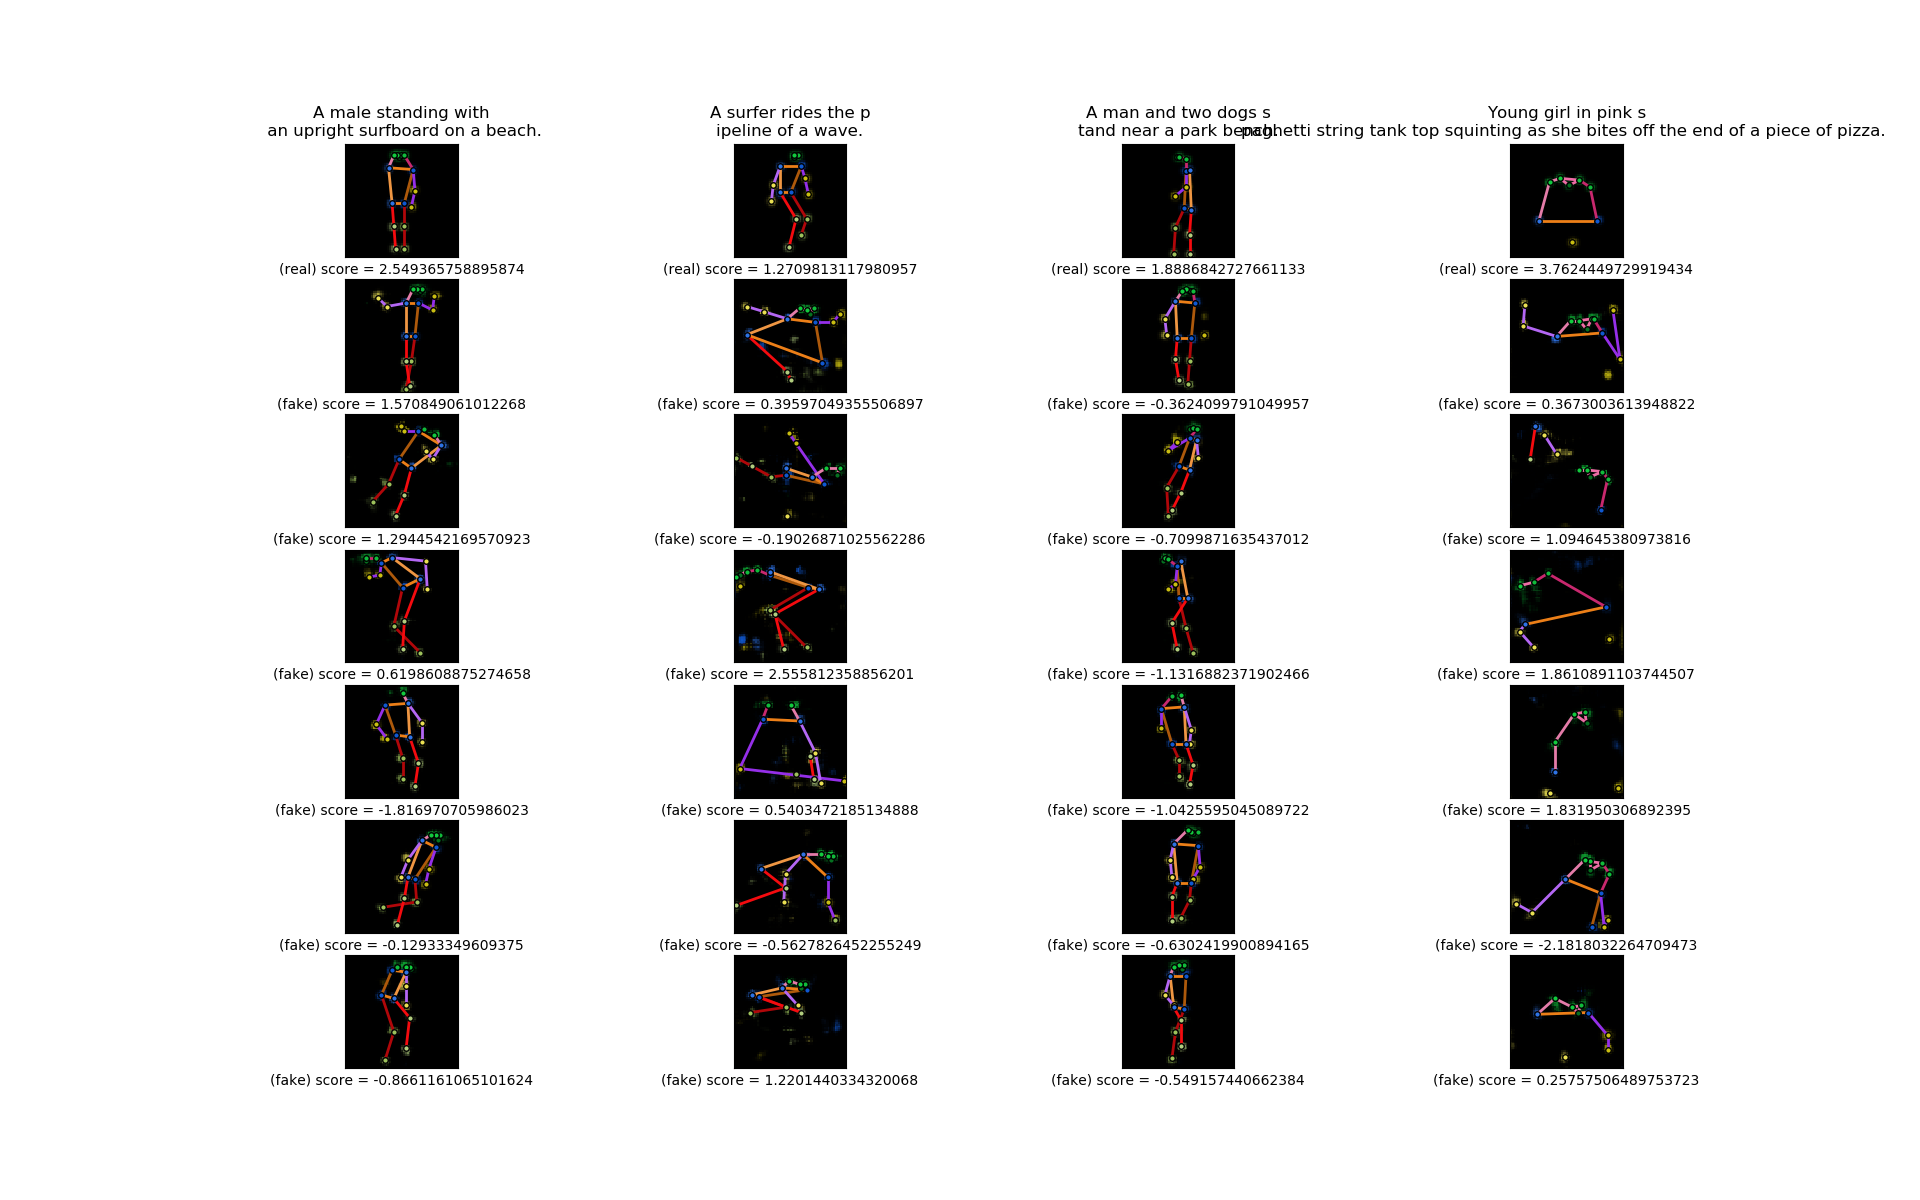 A male standing with
an upright surfboard on a beach.
A surfer rides the p
ipeline of a wave.
A man and two dogs s
tand near a park bench.
Young girl in pink s
paghetti string tank top squinting as she bites off the end of a piece of pizza.
(real) score = 2.549365758895874
(real) score = 1.2709813117980957
(real) score = 1.8886842727661133
(real) score = 3.7624449729919434
(fake) score = 1.570849061012268
(fake) score = 0.39597049355506897
(fake) score = -0.3624099791049957
(fake) score = 0.3673003613948822
(fake) score = 1.2944542169570923
(fake) score = -0.19026871025562286
(fake) score = -0.7099871635437012
(fake) score = 1.094645380973816
(fake) score = 0.6198608875274658
(fake) score = 2.555812358856201
(fake) score = -1.1316882371902466
(fake) score = 1.8610891103744507
(fake) score = -1.816970705986023
(fake) score = 0.5403472185134888
(fake) score = -1.0425595045089722
(fake) score = 1.831950306892395
(fake) score = -0.12933349609375
(fake) score = -0.5627826452255249
(fake) score = -0.6302419900894165
(fake) score = -2.1818032264709473
(fake) score = -0.8661161065101624
(fake) score = 1.2201440334320068
(fake) score = -0.549157440662384
(fake) score = 0.25757506489753723